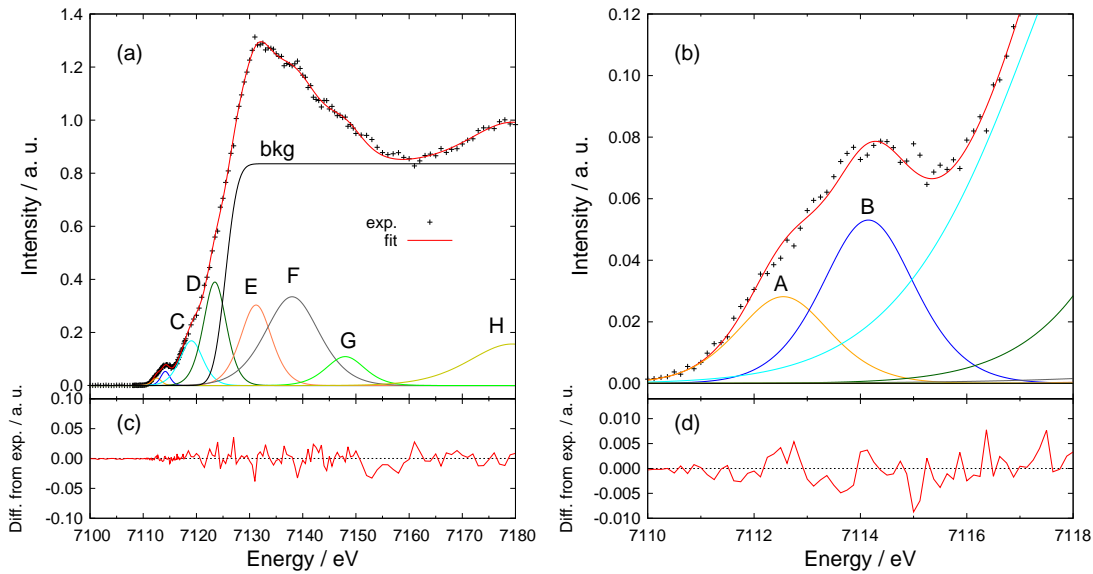 (a)
Intensity / a. u.
1.4
1.2
1.0
0.8
0.6
0.4
0.2
0.0
bkg
exp.
fit
C
D
E
F
G
H
(c)
Diff. from exp. / a. u.
0.10
0.05
0.00
-0.05
-0.10
7100 7110 7120 7130 7140 7150 7160 7170 7180
Energy / eV
(b)
Intensity / a. u.
0.12
0.10
0.08
0.06
0.04
0.02
0.00
A
B
(d)
Diff. from exp. / a. u.
0.010
0.005
0.000
-0.005
-0.010
7110 7112 7114 7116 7118
Energy / eV